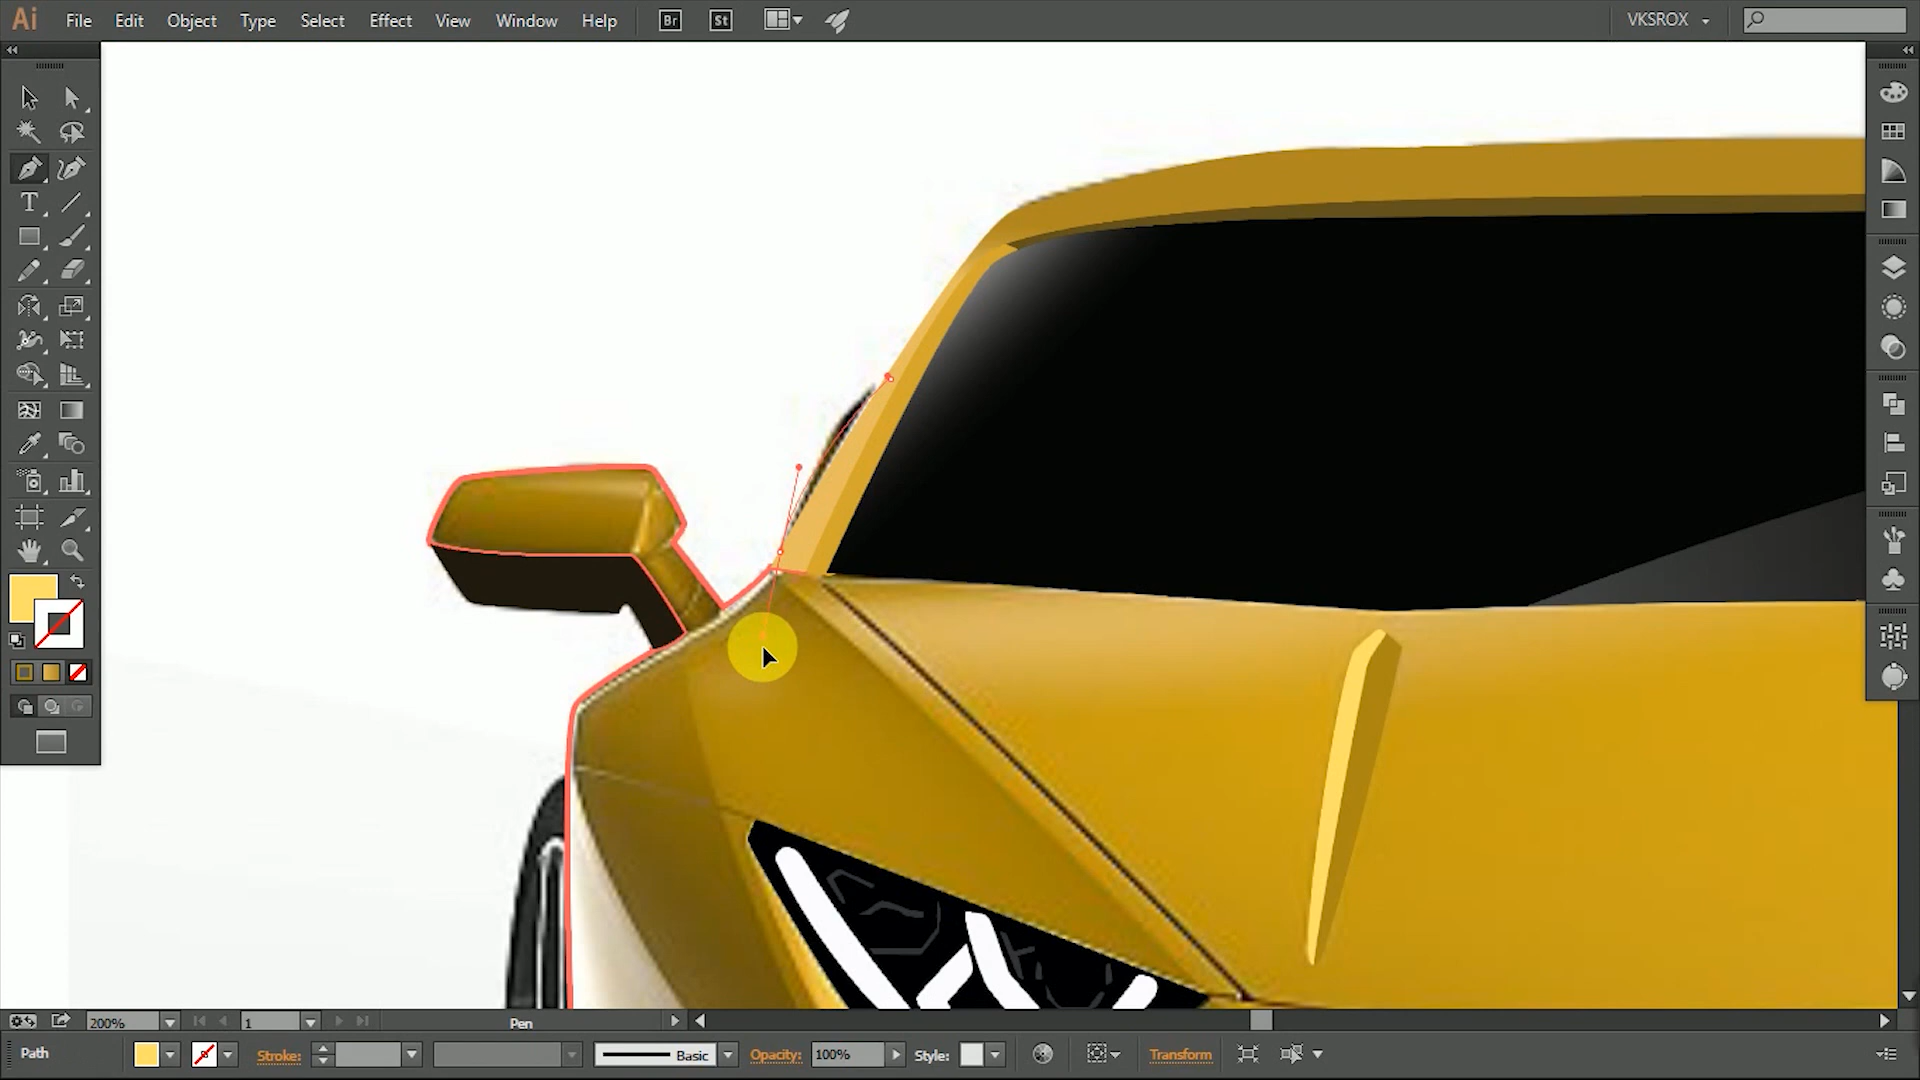 Ai File Edit Object Type Select Effect View Window Help Br St VKSROX
T
200% 1 Pen
Path Stroke: Basic Opacity: 100% Style: Transform